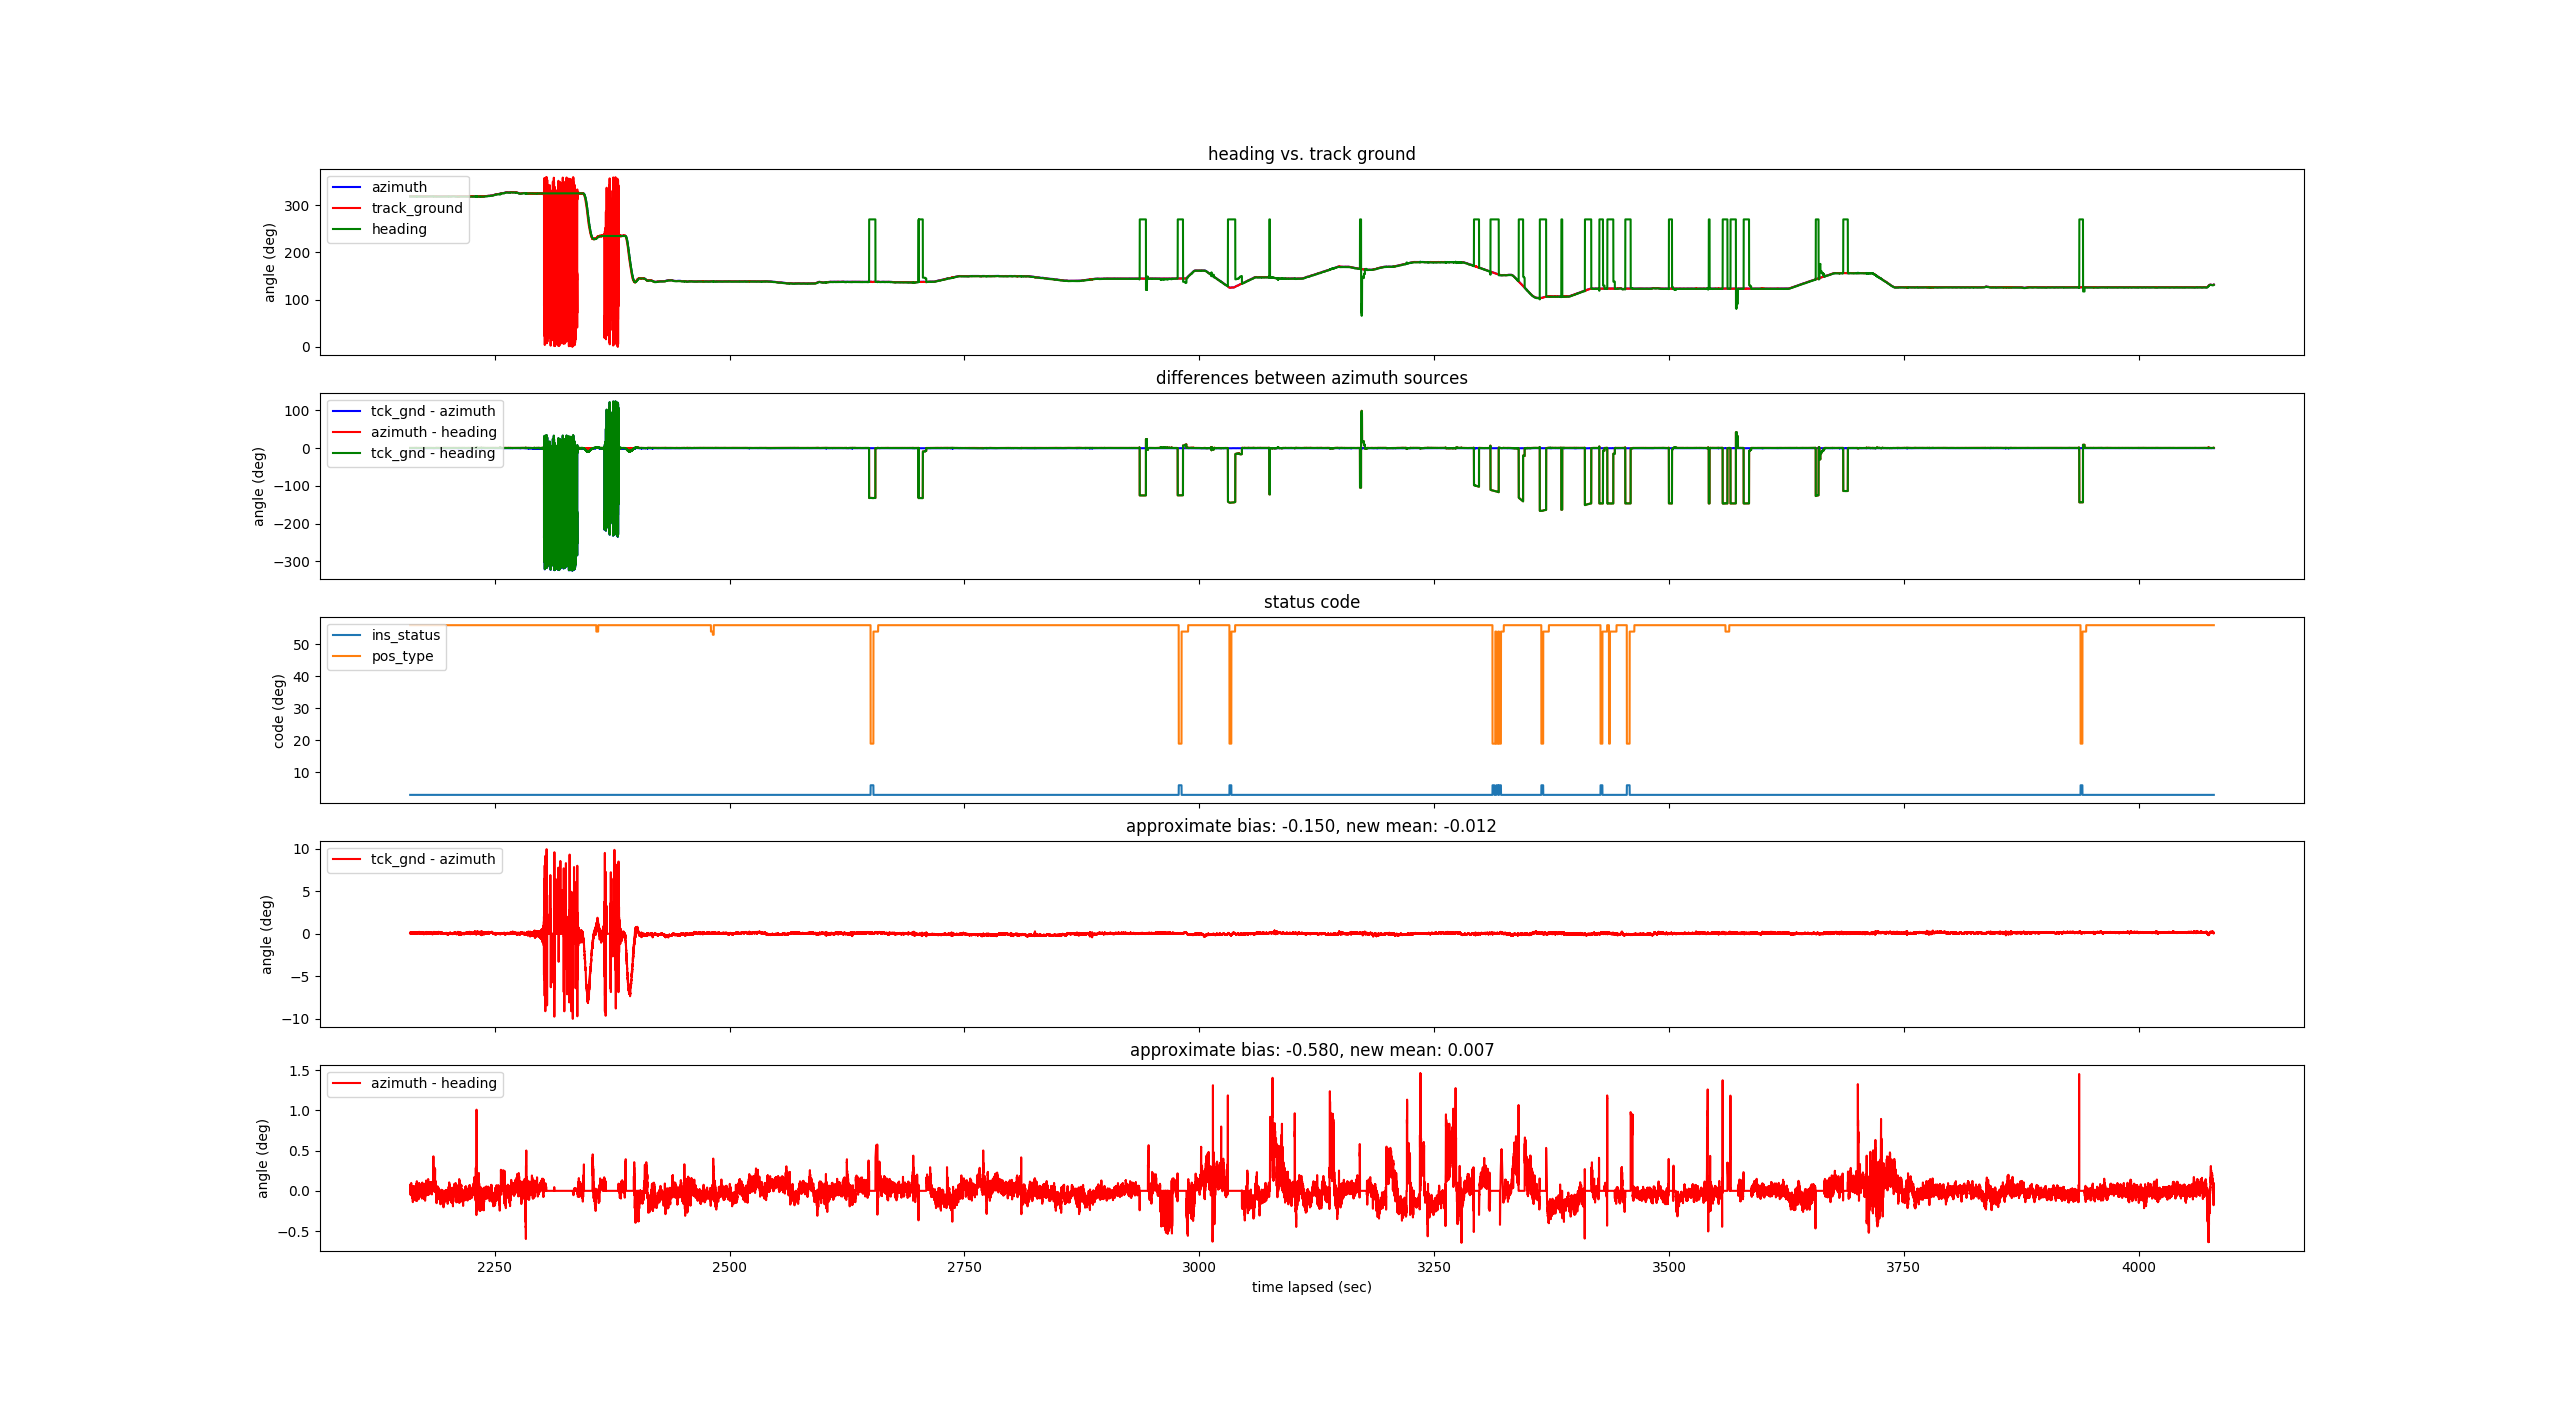 heading vs. track ground
azimuth
track_ground
heading
angle (deg)
300
200
100
0
differences between azimuth sources
tck_gnd - azimuth
azimuth - heading
tck_gnd - heading
angle (deg)
100
0
−100
−200
−300
status code
ins_status
pos_type
code (deg)
50
40
30
20
10
approximate bias: -0.150, new mean: -0.012
tck_gnd - azimuth
angle (deg)
10
5
0
−5
−10
approximate bias: -0.580, new mean: 0.007
azimuth - heading
angle (deg)
1.5
1.0
0.5
0.0
−0.5
2250 2500 2750 3000 3250 3500 3750 4000
time lapsed (sec)